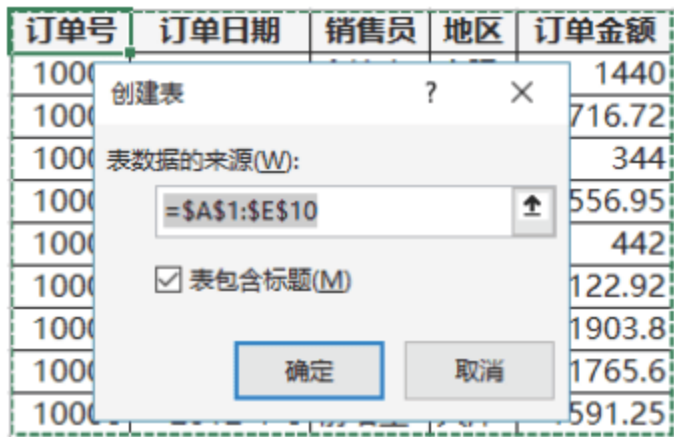 订单号 订单日期 销售员 地区 订单金额
创建表 ? ×
1440
716.72
表数据的来源(W):
344
=$A$1:$E$10
556.95
442
表包含标题(M)
122.92
1903.8
确定 取消
1765.6
591.25